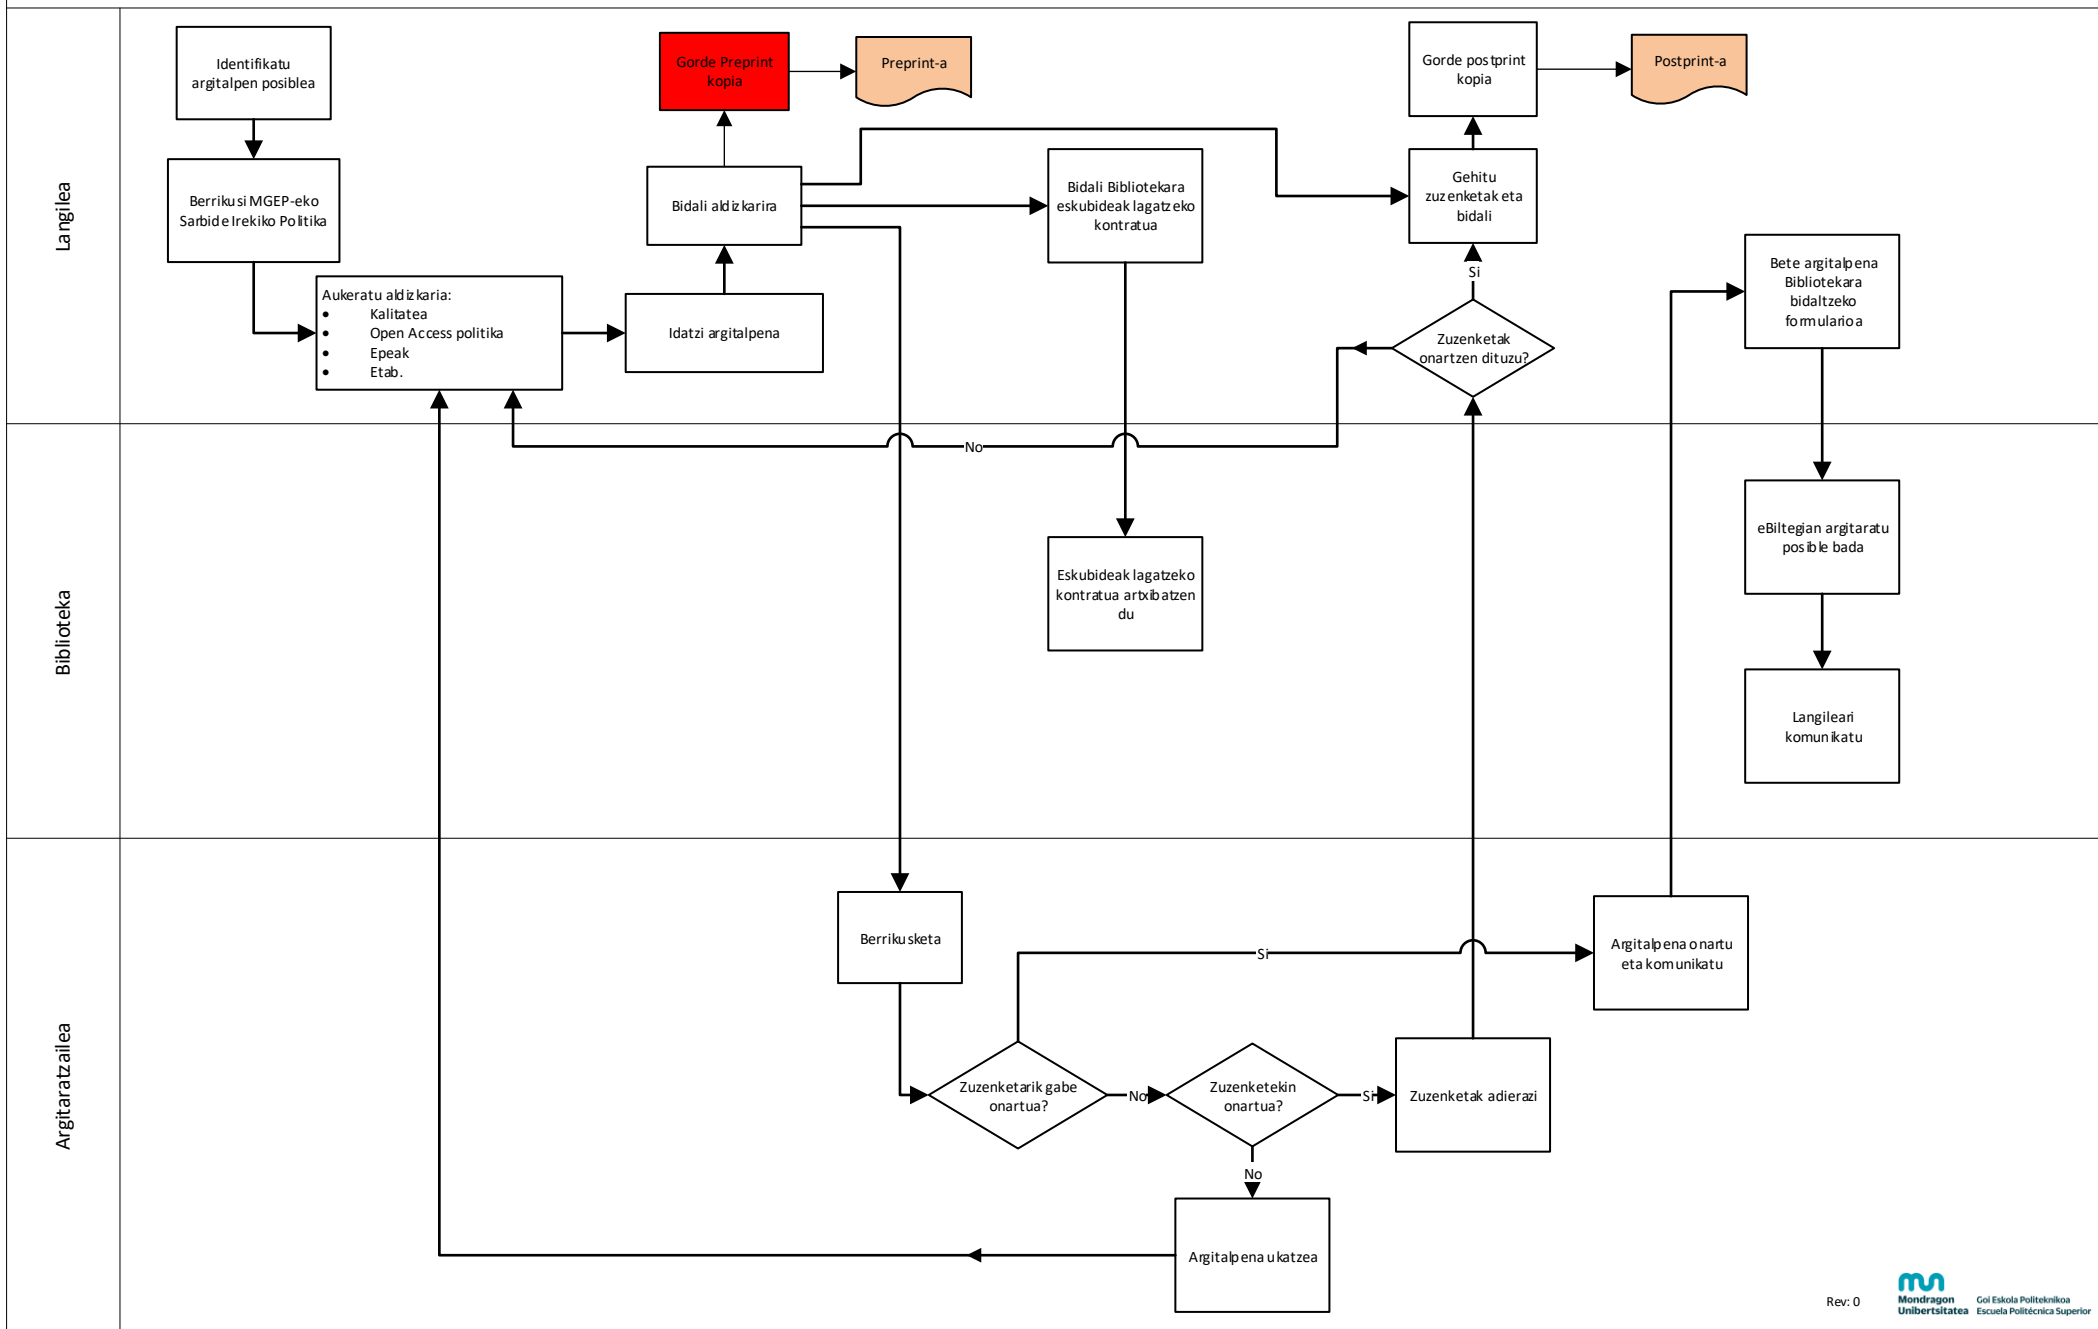 Langilea
Identifikatu
argitalpen posiblea
Berrikusi MGEP-eko
Sarbide Irekiko Politika
Aukeratu aldizkaria:
• Kalitatea
• Open Access politika
• Epeak
• Etab.
Idatzi argitalpena
Bidali aldizkarira
Gorde Preprint
kopia
Preprint-a
Bidali Bibliotekara
eskubideak lagatzeko
kontratua
Gorde postprint
kopia
Postprint-a
Gehitu
zuzenketak eta
bidali
Si
Zuzenketak
onartzen dituzu?
No
Bete argitalpena
Bibliotekara
bidaltzeko
formularioa
Biblioteka
Eskubideak lagatzeko
kontratua artxibatzen
du
eBiltegian argitaratu
posible bada
Langileari
komunikatu
Argitaratzailea
Berrikusketa
Zuzenketarik gabe
onartua?
Si
No
Zuzenketekin
onartua?
Si
No
Zuzenketak adierazi
Argitalpena onartu
eta komunikatu
Argitalpena ukatzea
Rev: 0
Mondragon
Unibertsitatea
Goi Eskola Politeknikoa
Escuela Politécnica Superior